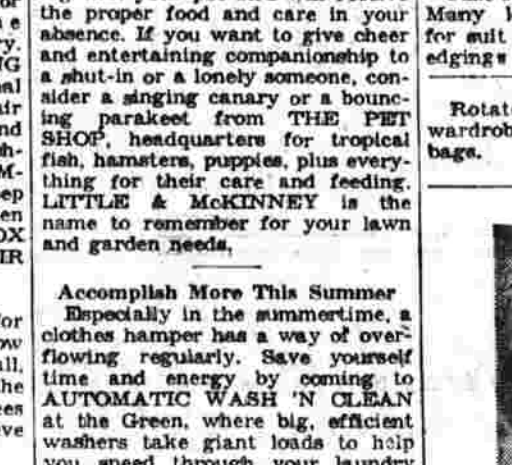 the proper food and care in your
absence. If you want to give cheer
and entertaining companionship to
a shut-in or a lonely someone, con-
sider a singing canary or a bounc-
ing parakeet from THE PET
SHOP, headquarters for tropical
fish, hamsters, puppies, plus every-
thing for their care and feeding.
LITTLE & McKINNEY is the
name to remember for your lawn
and garden needs,
Accomplish More This Summer
Especially in the summertime, a
clothes hamper has a way of over-
flowing regularly. Save yourself
time and energy by coming to
AUTOMATIC WASH 'N CLEAN
at the Green, where big, efficient
washers take giant loads to help
you speed through your laundry
Many
for suit
edgings
Rotate
wardrob
bags.